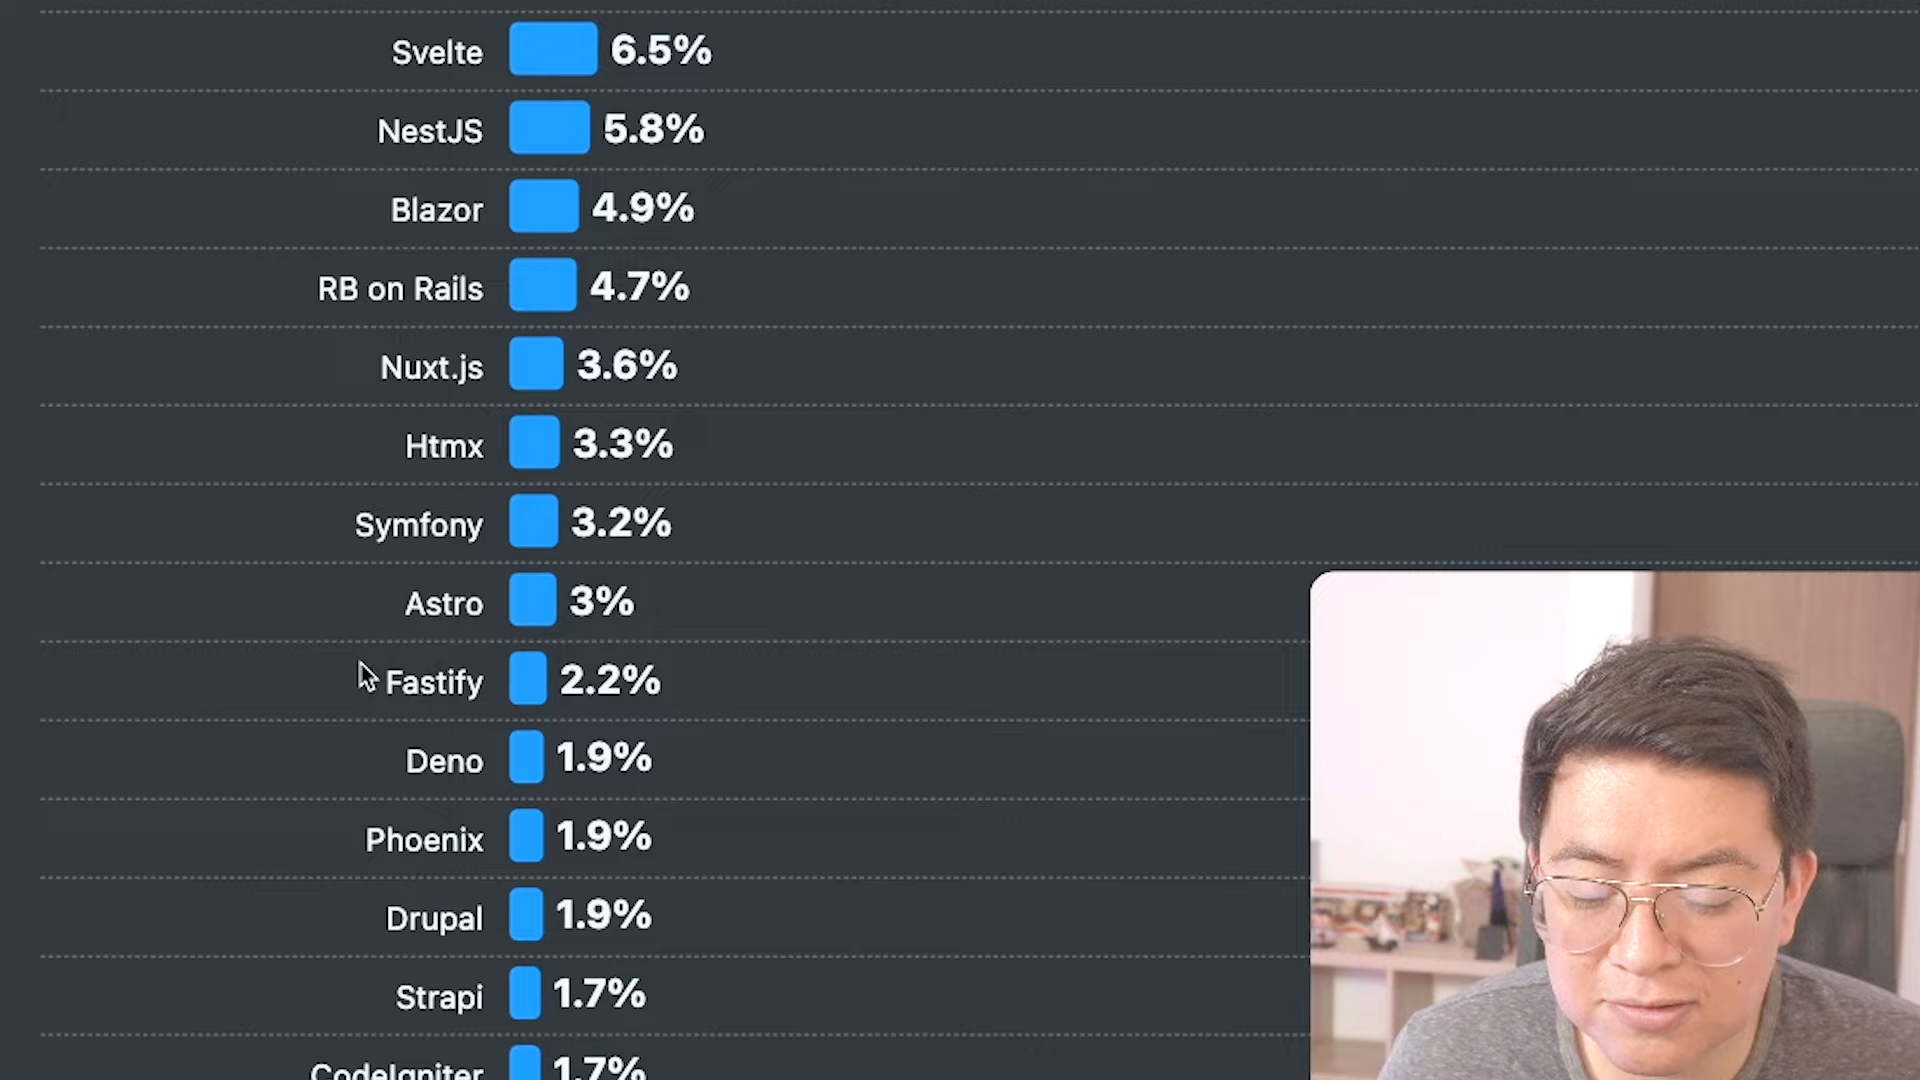 Svelte 6.5%
NestJS 5.8%
Blazor 4.9%
RB on Rails 4.7%
Nuxt.js 3.6%
Htmx 3.3%
Symfony 3.2%
Astro 3%
Fastify 2.2%
Deno 1.9%
Phoenix 1.9%
Drupal 1.9%
Strapi 1.7%
CodeIgniter 1.7%